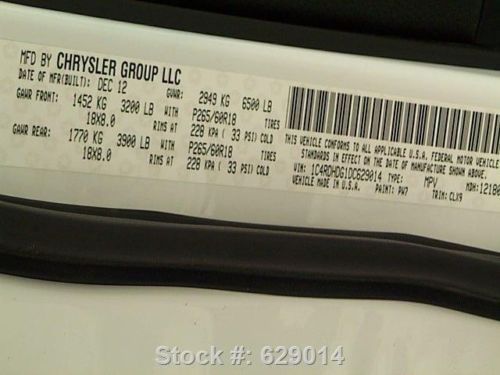 MFD BY CHRYSLER GROUP LLC
DATE OF MFR(BUILT): DEC 12 GVWR: 2949 KG 6500 LB
GAWR FRONT: 1452 KG 3200 LB WITH P265/60R18 TIRES
18X8.0 RIMS AT 228 KPA ( 33 PSI) COLD
GAWR REAR: 1770 KG 3900 LB WITH P265/60R18 TIRES
18X8.0 RIMS AT 228 KPA ( 33 PSI) COLD
THIS VEHICLE CONFORMS TO ALL APPLICABLE U.S.A. FEDERAL MOTOR VEHICLE
STANDARDS IN EFFECT ON THE DATE OF MANUFACTURE
VIN: 1C4RDHDG1DC629014 TYPE: MPV MDH: 12180
VEHICLE MADE IN U.S.A. PAINT: PW7 TRIM: CLX9
Stock #: 629014